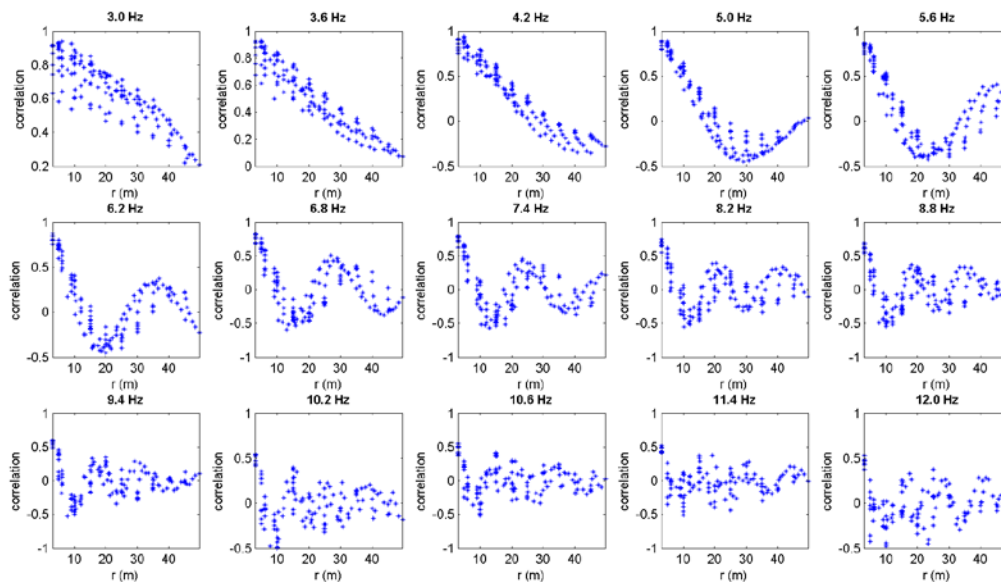 3.0 Hz 3.6 Hz 4.2 Hz 5.0 Hz 5.6 Hz
correlation correlation correlation correlation correlation
1 1 1 1 1
0.8 0.8 0.5 0.5 0.5
0.6 0.6 0 0 0
0.4 0.4
0.2 0.2
0 -0.5 -0.5 -0.5
10 20 30 40 10 20 30 40 10 20 30 40 10 20 30 40 10 20 30 40
r (m) r (m) r (m) r (m) r (m)
6.2 Hz 6.8 Hz 7.4 Hz 8.2 Hz 8.8 Hz
correlation correlation correlation correlation correlation
1 1 1 1 1
0.5 0.5 0.5 0.5 0.5
0 0 0 0 0
-0.5 -0.5 -0.5 -0.5
-0.5 -1 -1 -1 -1
10 20 30 40 10 20 30 40 10 20 30 40 10 20 30 40 10 20 30 40
r (m) r (m) r (m) r (m) r (m)
9.4 Hz 10.2 Hz 10.6 Hz 11.4 Hz 12.0 Hz
correlation correlation correlation correlation correlation
1 1 1 1 1
0.5 0.5 0.5 0.5 0.5
0 0 0 0 0
-0.5 -0.5 -0.5
-1 -0.5 -1 -1 -0.5
10 20 30 40 10 20 30 40 10 20 30 40 10 20 30 40 10 20 30 40
r (m) r (m) r (m) r (m) r (m)